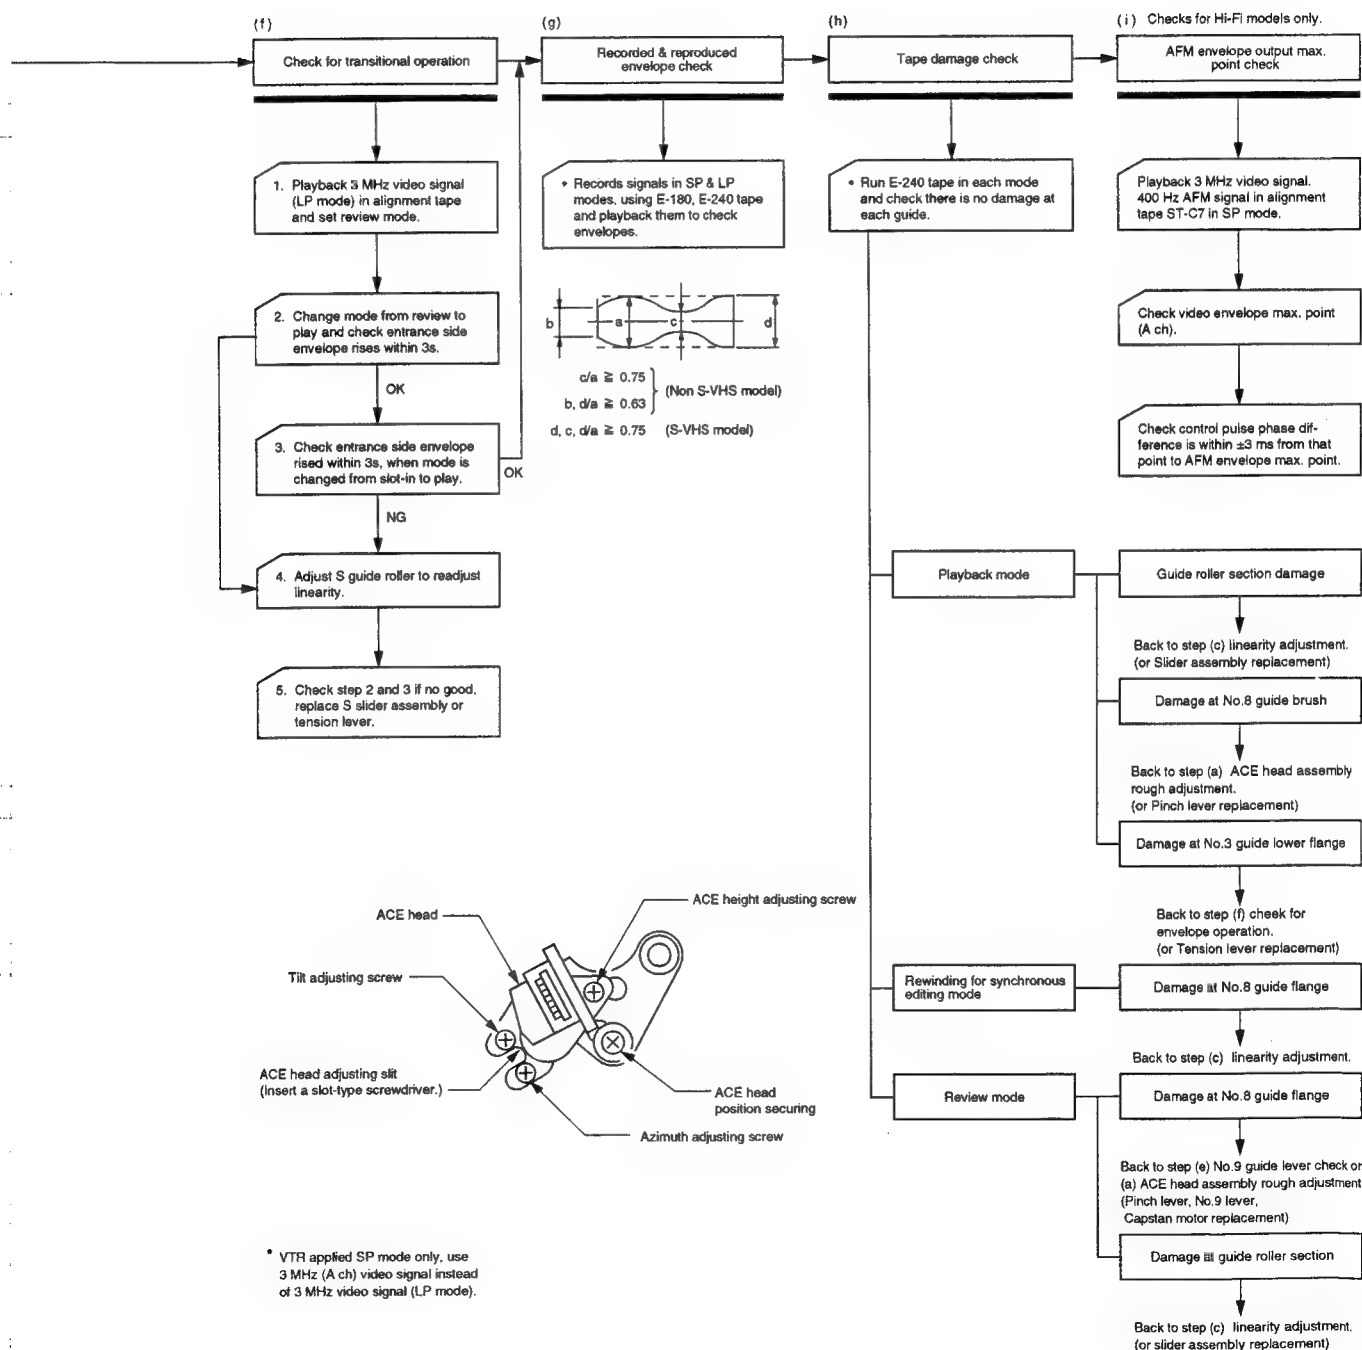 (f)
Check for transitional operation
1. Playback 3 MHz video signal
(LP mode) in alignment tape
and set review mode.
2. Change mode from review to
play and check entrance side
envelope rises within 3s.
OK
3. Check entrance side envelope
rised within 3s, when mode is
changed from slot-in to play.
OK
NG
4. Adjust S guide roller to readjust
linearity.
5. Check step 2 and 3 if no good,
replace S slider assembly or
tension lever.
(g)
Recorded & reproduced
envelope check
• Records signals in SP & LP
modes, using E-180, E-240 tape
and playback them to check
envelopes.
b a c d
c/a ≧ 0.75
b, d/a ≧ 0.63
(Non S-VHS model)
d, c, d/a ≧ 0.75 (S-VHS model)
(h)
Tape damage check
• Run E-240 tape in each mode
and check there is no damage at
each guide.
(i) Checks for Hi-Fi models only.
AFM envelope output max.
point check
Playback 3 MHz video signal.
400 Hz AFM signal in alignment
tape ST-C7 in SP mode.
Check video envelope max. point
(A ch).
Check control pulse phase dif-
ference is within ±3 ms from that
point to AFM envelope max. point.
Playback mode
Guide roller section damage
Back to step (c) linearity adjustment.
(or Slider assembly replacement)
Damage at No.8 guide brush
Back to step (a) ACE head assembly
rough adjustment.
(or Pinch lever replacement)
Damage at No.3 guide lower flange
Back to step (f) cheek for
envelope operation.
(or Tension lever replacement)
Rewinding for synchronous
editing mode
Damage at No.8 guide flange
Back to step (c) linearity adjustment.
Review mode
Damage at No.8 guide flange
Back to step (e) No.9 guide lever check or
(a) ACE head assembly rough adjustment
(Pinch lever, No.9 lever,
Capstan motor replacement)
Damage at guide roller section
Back to step (c) linearity adjustment.
(or slider assembly replacement)
ACE head
ACE height adjusting screw
Tilt adjusting screw
ACE head adjusting slit
(Insert a slot-type screwdriver.)
ACE head
position securing
Azimuth adjusting screw
* VTR applied SP mode only, use
3 MHz (A ch) video signal instead
of 3 MHz video signal (LP mode).